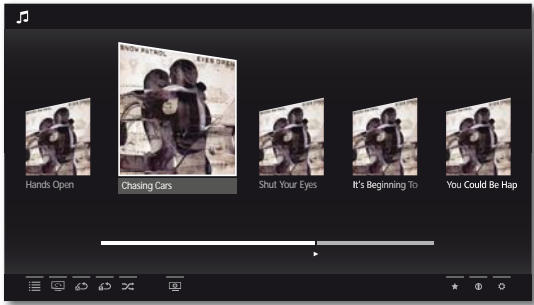 SNOW PATROL EYES OPEN
Hands Open
Chasing Cars
Shut Your Eyes
It's Beginning To
You Could Be Hap